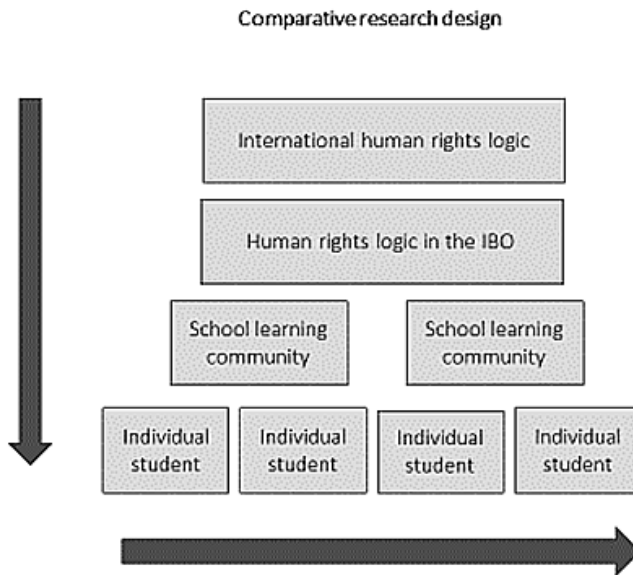 Comparative research design
International human rights logic
Human rights logic in the IBO
School learning
community
School learning
community
Individual
student
Individual
student
Individual
student
Individual
student